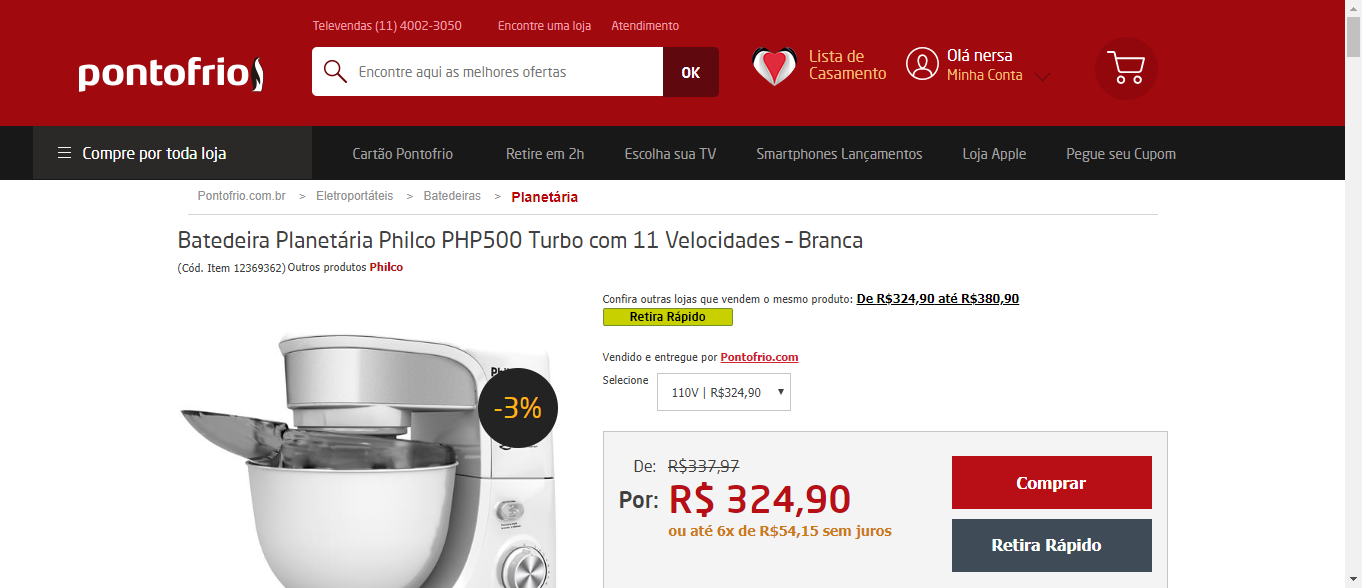 Televendas (11) 4002-3050 Encontre uma loja Atendimento
pontofrio
Encontre aqui as melhores ofertas OK
Lista de
Casamento
Olá nersa
Minha Conta
Compre por toda loja Cartão Pontofrio Retire em 2h Escolha sua TV Smartphones Lançamentos Loja Apple Pegue seu Cupom
Pontofrio.com.br > Eletroportáteis > Batedeiras > Planetária
Batedeira Planetária Philco PHP500 Turbo com 11 Velocidades – Branca
(Cód. Item 12369362) Outros produtos Philco
Confira outras lojas que vendem o mesmo produto: De R$324,90 até R$380,90
Retira Rápido
Vendido e entregue por Pontofrio.com
Selecione 110V | R$324,90
-3%
De: R$337,97
Por: R$ 324,90
ou até 6x de R$54,15 sem juros
Comprar
Retira Rápido